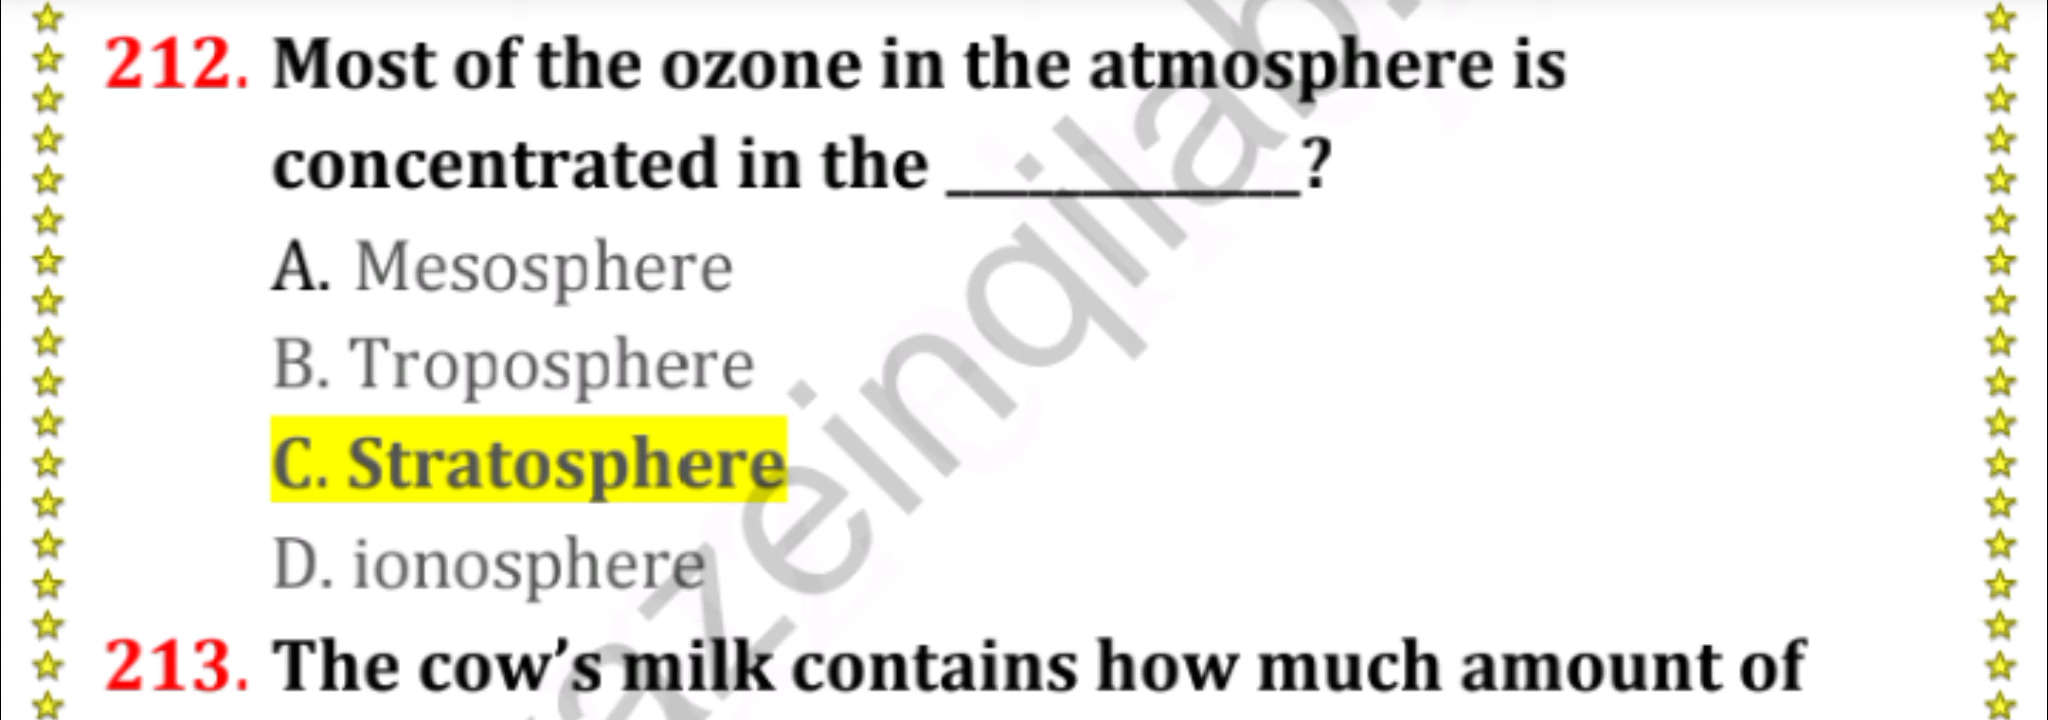 212. Most of the ozone in the atmosphere is
concentrated in the ____________?
A. Mesosphere
B. Troposphere
C. Stratosphere
D. ionosphere
213. The cow's milk contains how much amount of